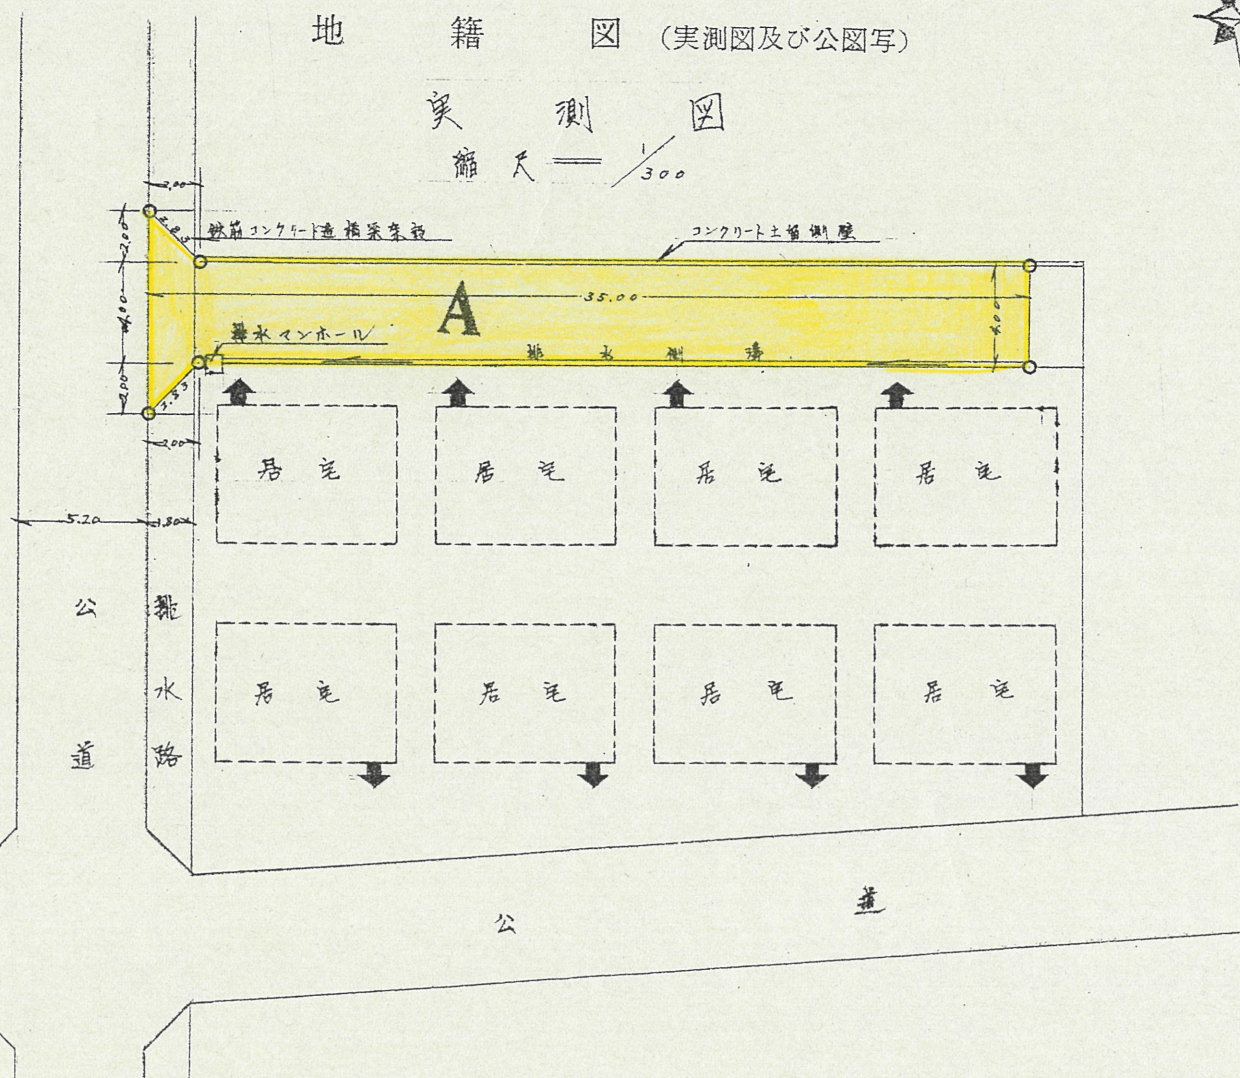 地籍図（実測図及び公図写）
実測図
縮尺＝1/300
2.00
2.83
鉄筋コンクリート造橋梁架設
コンクリート土留側壁
2.00
4.00
2.00
35.00
A
4.00
排水マンホール
排水側溝
2.83
2.00
居宅
居宅
居宅
居宅
5.20
1.80
公道
排水路
居宅
居宅
居宅
居宅
公道